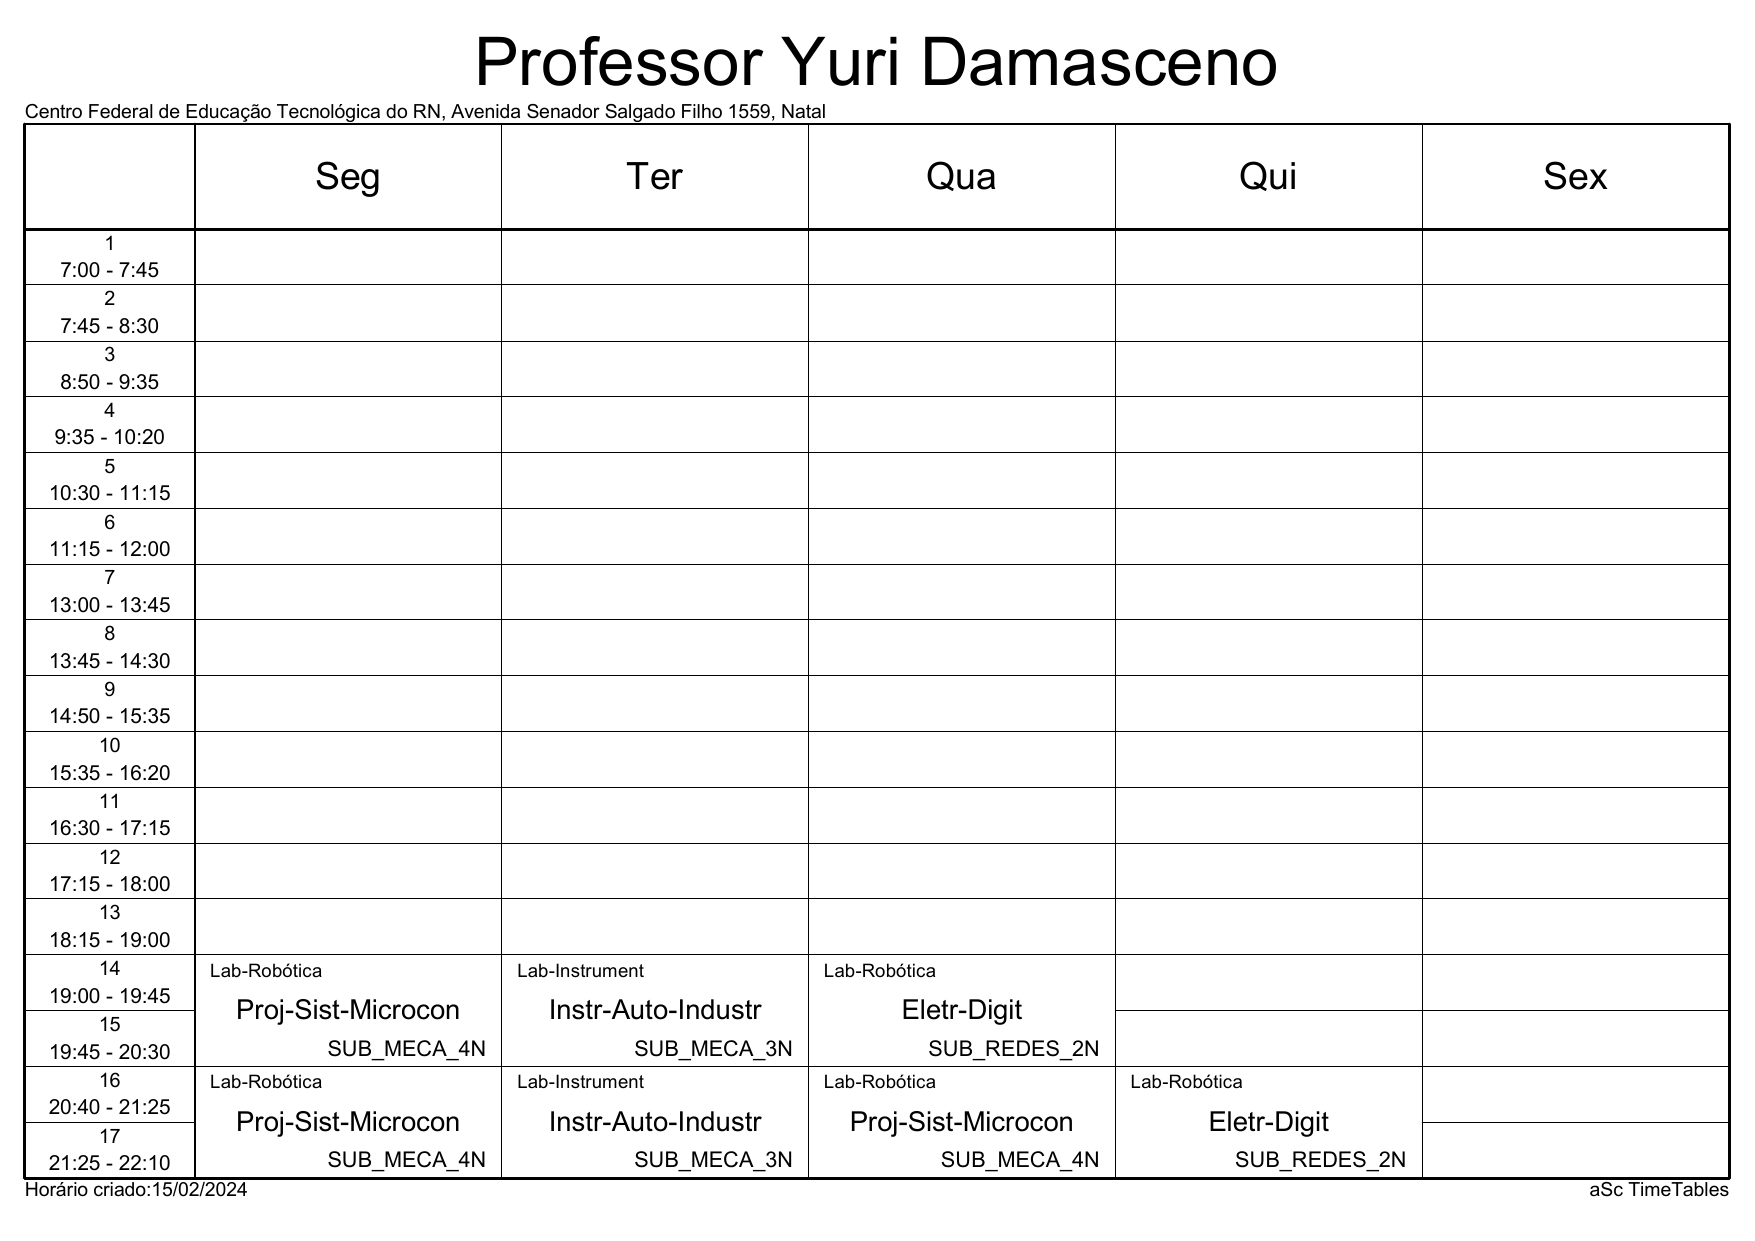 Professor Yuri Damasceno
Centro Federal de Educação Tecnológica do RN, Avenida Senador Salgado Filho 1559, Natal
Seg Ter Qua Qui Sex
1
7:00 - 7:45
2
7:45 - 8:30
3
8:50 - 9:35
4
9:35 - 10:20
5
10:30 - 11:15
6
11:15 - 12:00
7
13:00 - 13:45
8
13:45 - 14:30
9
14:50 - 15:35
10
15:35 - 16:20
11
16:30 - 17:15
12
17:15 - 18:00
13
18:15 - 19:00
14
19:00 - 19:45
15
19:45 - 20:30
Lab-Robótica
Proj-Sist-Microcon
SUB_MECA_4N
Lab-Instrument
Instr-Auto-Industr
SUB_MECA_3N
Lab-Robótica
Eletr-Digit
SUB_REDES_2N
16
20:40 - 21:25
17
21:25 - 22:10
Lab-Robótica
Proj-Sist-Microcon
SUB_MECA_4N
Lab-Instrument
Instr-Auto-Industr
SUB_MECA_3N
Lab-Robótica
Proj-Sist-Microcon
SUB_MECA_4N
Lab-Robótica
Eletr-Digit
SUB_REDES_2N
Horário criado:15/02/2024
aSc TimeTables